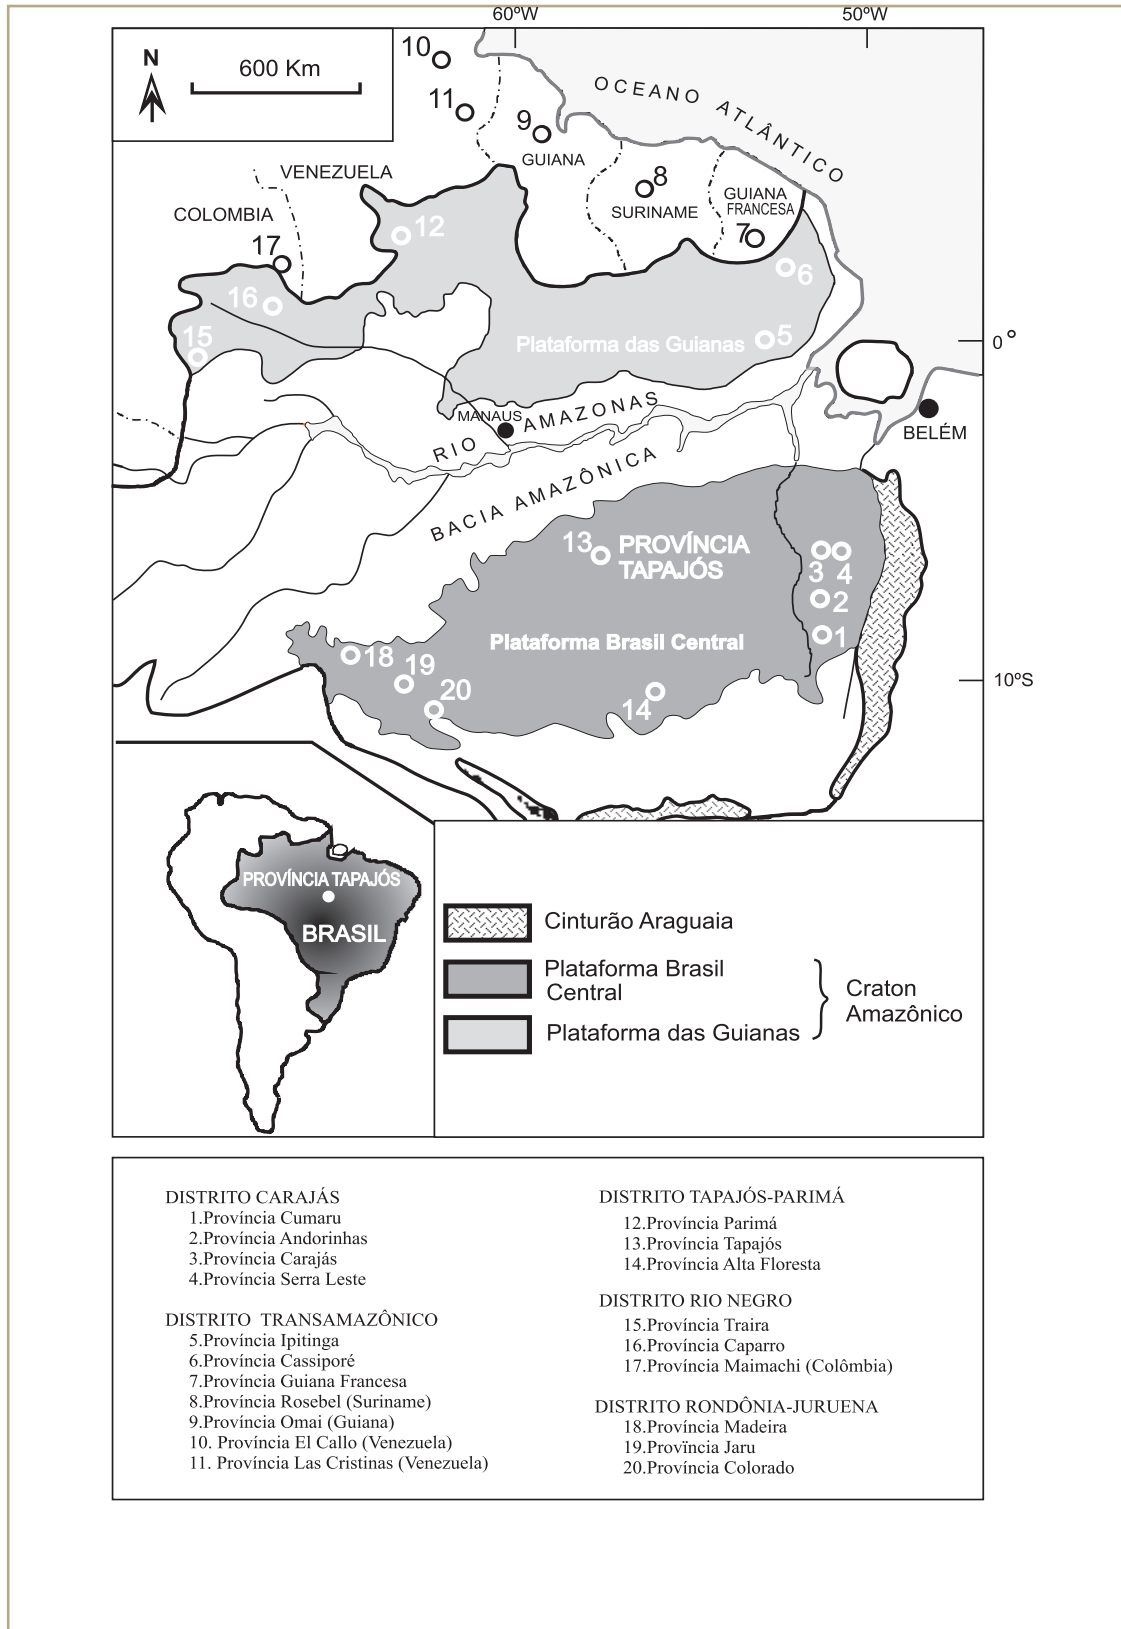 60ºW
50ºW
N
600 Km
10
11
9
GUIANA
OCEANO ATLÂNTICO
VENEZUELA
8
SURINAME
GUIANA
FRANCESA
7
COLOMBIA
12
17
16
6
15
Plataforma das Guianas
5
0º
MANAUS
RIO AMAZONAS
BELÉM
BACIA AMAZÔNICA
13
PROVÍNCIA
TAPAJÓS
3
4
2
1
Plataforma Brasil Central
18
19
20
14
10ºS
PROVÍNCIA TAPAJÓS
BRASIL
Cinturão Araguaia
Plataforma Brasil
Central
Plataforma das Guianas
Craton
Amazônico
DISTRITO CARAJÁS
1.Província Cumaru
2.Província Andorinhas
3.Província Carajás
4.Província Serra Leste
DISTRITO TRANSAMAZÔNICO
5.Província Ipitinga
6.Província Cassiporé
7.Província Guiana Francesa
8.Província Rosebel (Suriname)
9.Província Omai (Guiana)
10. Província El Callo (Venezuela)
11. Província Las Cristinas (Venezuela)
DISTRITO TAPAJÓS-PARIMÁ
12.Província Parimá
13.Província Tapajós
14.Província Alta Floresta
DISTRITO RIO NEGRO
15.Província Traira
16.Província Caparro
17.Província Maimachi (Colômbia)
DISTRITO RONDÔNIA-JURUENA
18.Província Madeira
19.Provïncia Jaru
20.Província Colorado